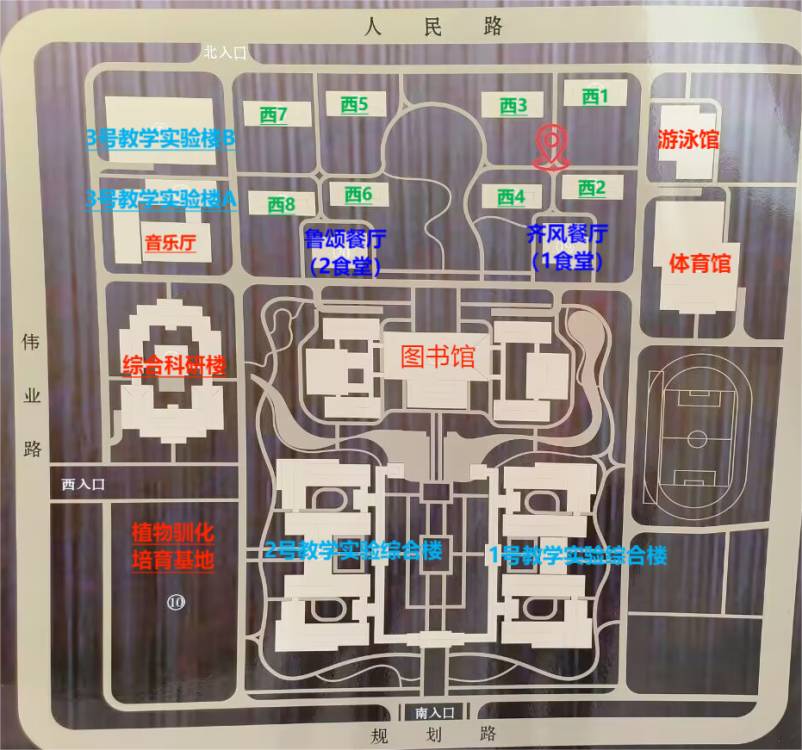 人民路
北入口
西7
西5
西3
西1
3号教学实验楼B
游泳馆
3号教学实验楼A
西8
西6
西4
西2
音乐厅
鲁颂餐厅
（2食堂）
齐风餐厅
（1食堂）
体育馆
伟业路
综合科研楼
图书馆
西入口
植物驯化
培育基地
⑩
2号教学实验综合楼
1号教学实验综合楼
南入口
规划路